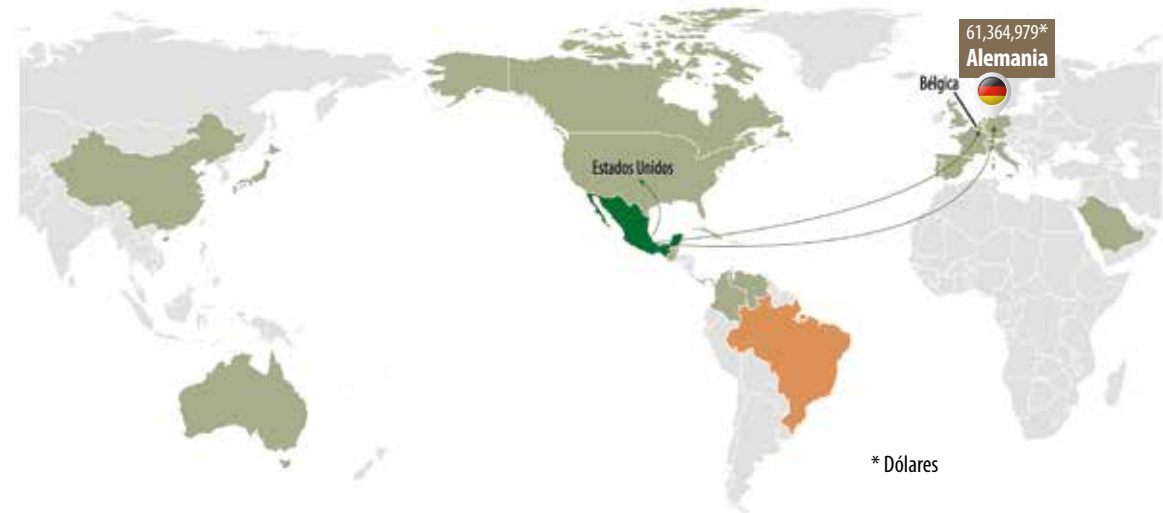 61,364,979*
Alemania
Bélgica
Estados Unidos
* Dólares